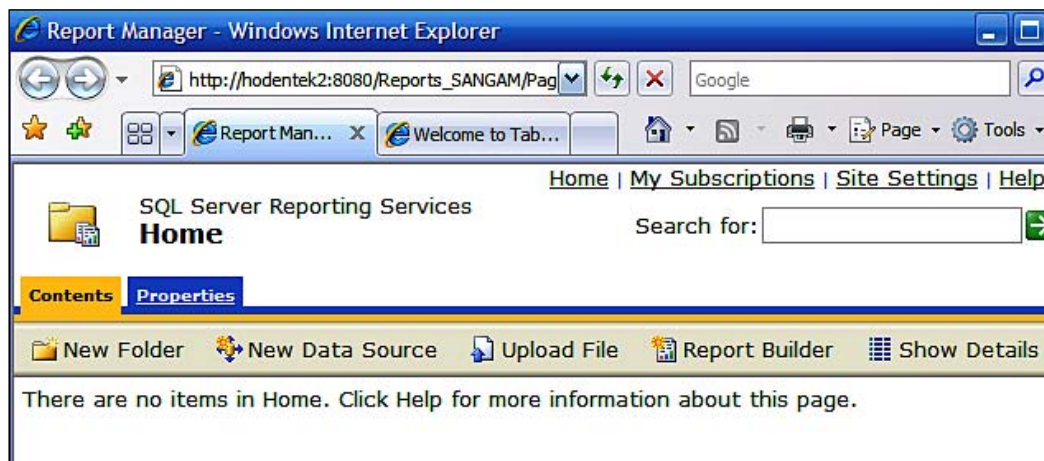 Report Manager - Windows Internet Explorer
http://hodentek2:8080/Reports_SANGAM/Pag
Google
Report Man...
Welcome to Tab...
Page
Tools
Home | My Subscriptions | Site Settings | Help
SQL Server Reporting Services
Home
Search for:
Contents
Properties
New Folder
New Data Source
Upload File
Report Builder
Show Details
There are no items in Home. Click Help for more information about this page.